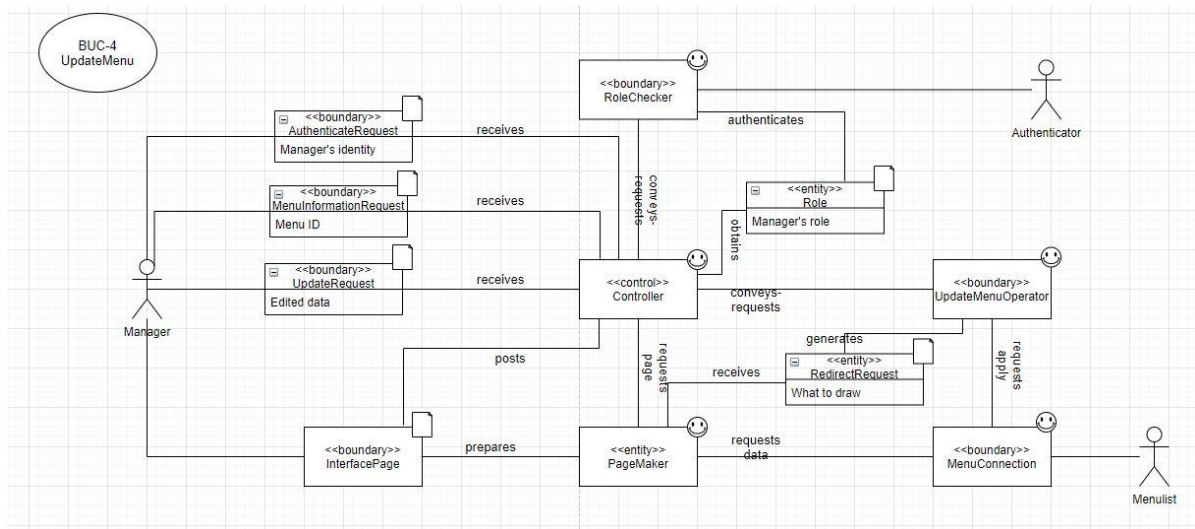 BUC-4
UpdateMenu
<<boundary>>
RoleChecker
Authenticator
authenticates
<<boundary>>
AuthenticateRequest
Manager's identity
receives
conveys-
requests
<<entity>>
Role
Manager's role
<<boundary>>
MenuInformationRequest
Menu ID
receives
obtains
<<boundary>>
UpdateRequest
Edited data
receives
<<control>>
Controller
conveys-
requests
<<boundary>>
UpdateMenuOperator
Manager
posts
requests
page
generates
<<entity>>
RedirectRequest
What to draw
receives
requests
apply
<<boundary>>
InterfacePage
prepares
<<entity>>
PageMaker
requests
data
<<boundary>>
MenuConnection
Menulist